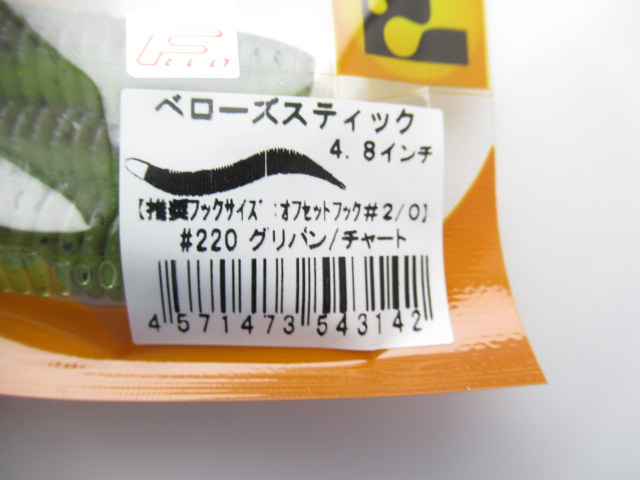 ベローズスティック
4.8インチ
【推奨フックサイズ:オフセットフック#2/0】
#220 グリパン/チャート
4571473543142